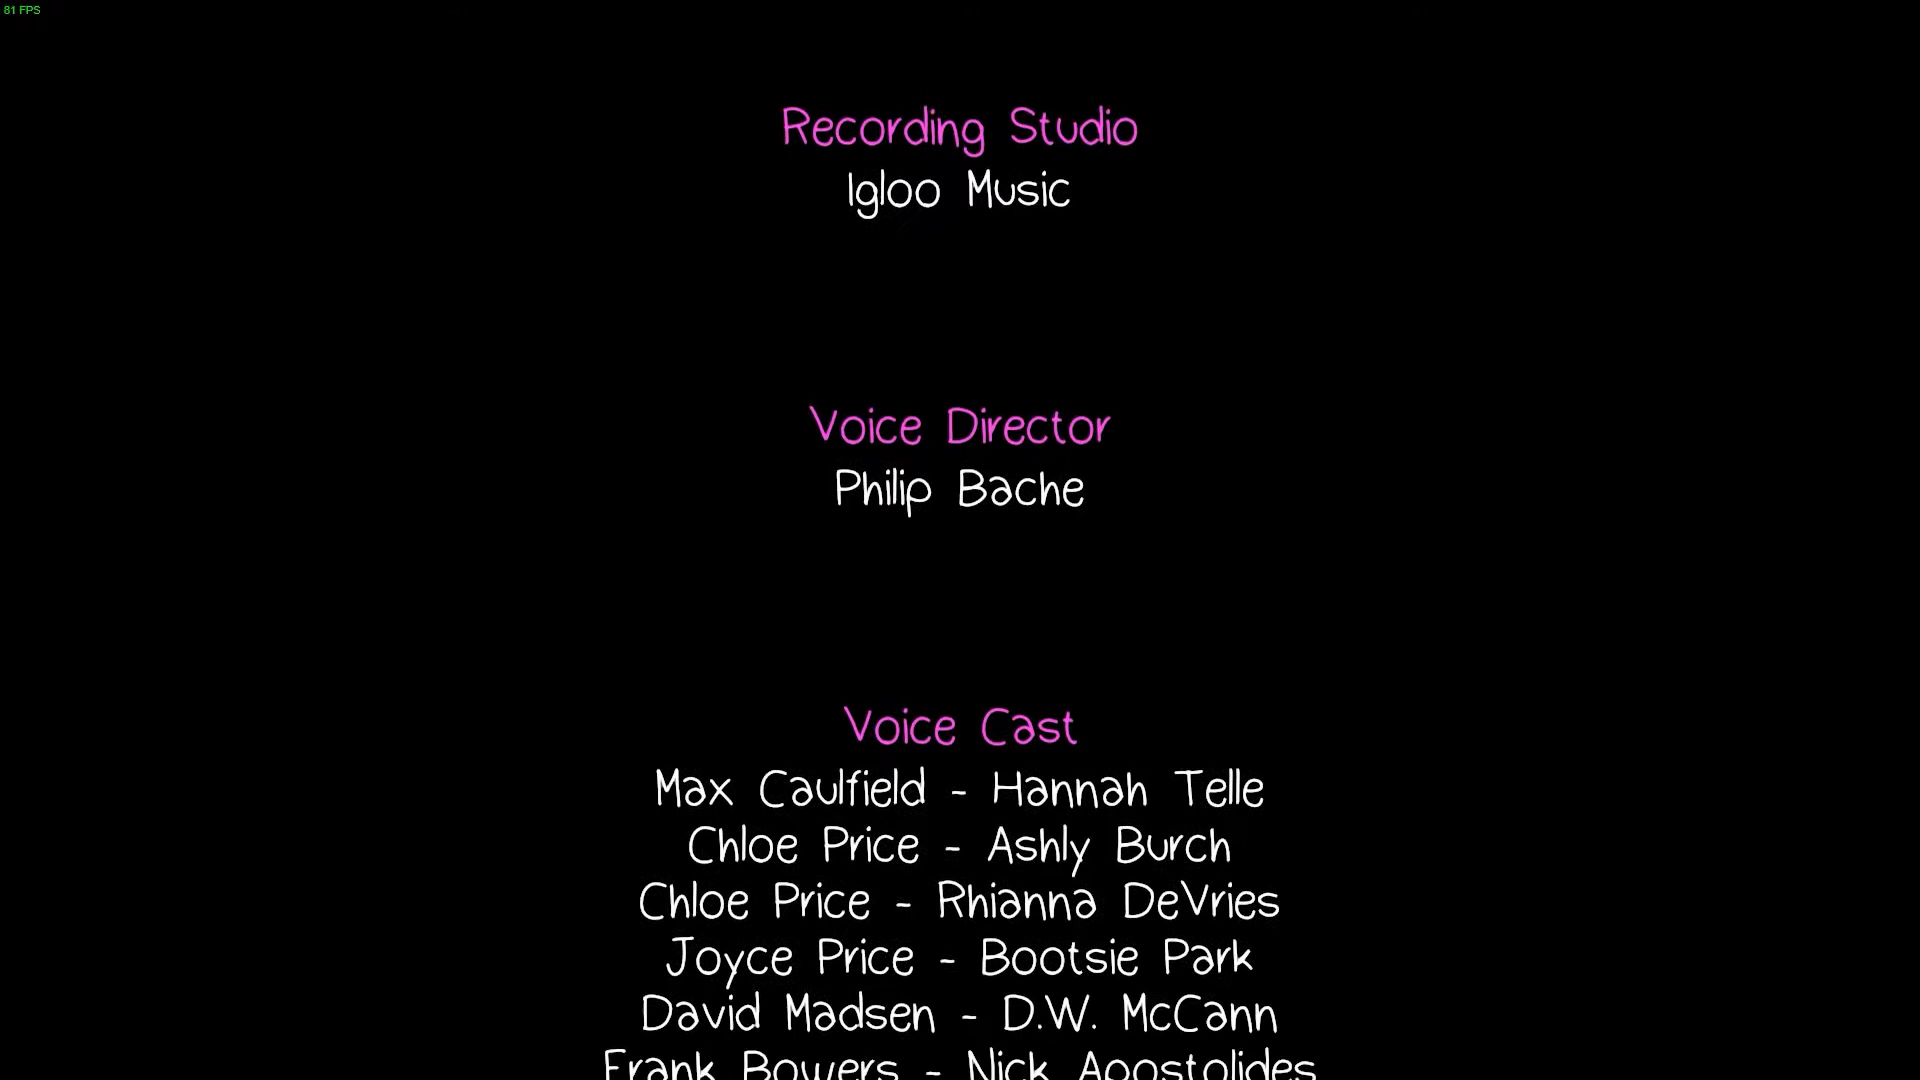 81 FPS
Recording Studio
Igloo Music
Voice Director
Philip Bache
Voice Cast
Max Caulfield - Hannah Telle
Chloe Price - Ashly Burch
Chloe Price - Rhianna DeVries
Joyce Price - Bootsie Park
David Madsen - D.W. McCann
Frank Bowers - Nick Apostolides